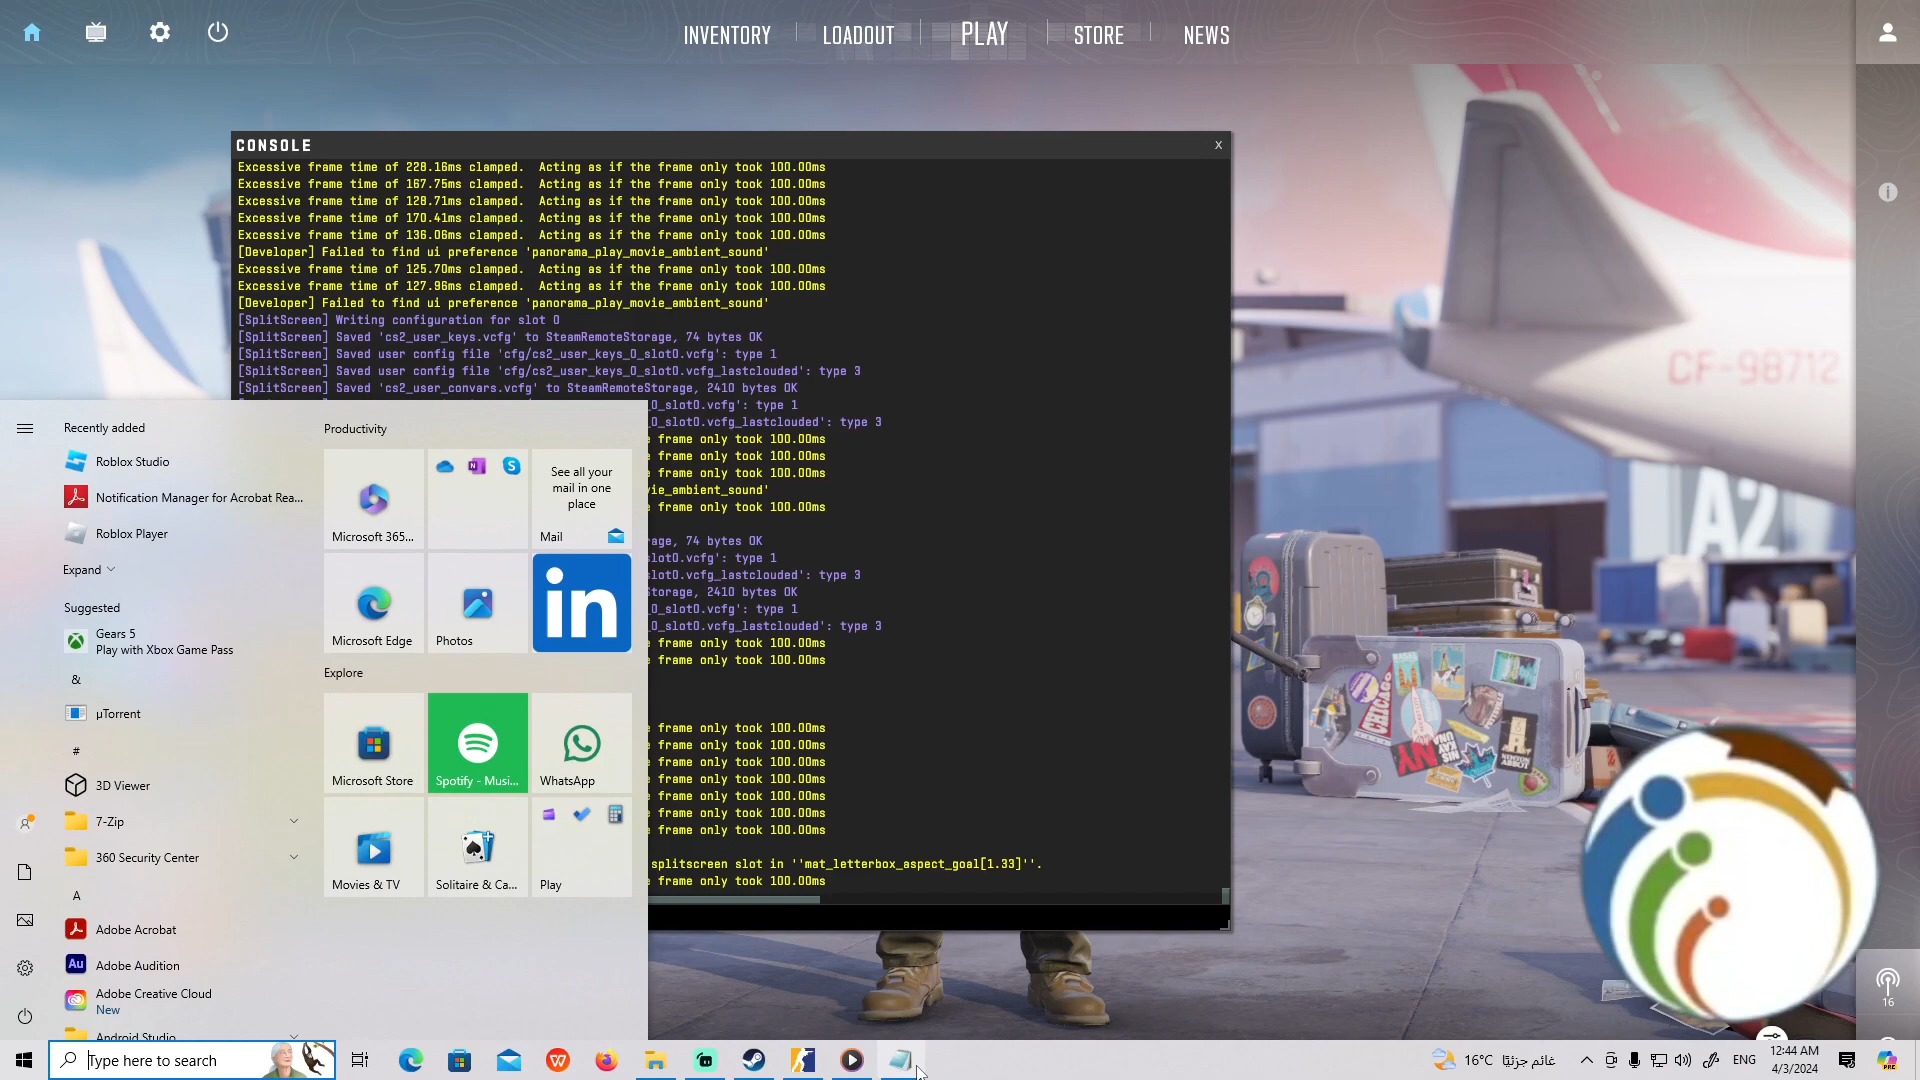 INVENTORY
LOADOUT
PLAY
STORE
NEWS
CONSOLE
X
Excessive frame time of 228.16ms clamped.  Acting as if the frame only took 100.00ms
Excessive frame time of 167.75ms clamped.  Acting as if the frame only took 100.00ms
Excessive frame time of 128.71ms clamped.  Acting as if the frame only took 100.00ms
Excessive frame time of 170.41ms clamped.  Acting as if the frame only took 100.00ms
Excessive frame time of 136.06ms clamped.  Acting as if the frame only took 100.00ms
[Developer] Failed to find ui preference 'panorama_play_movie_ambient_sound'
Excessive frame time of 125.70ms clamped.  Acting as if the frame only took 100.00ms
Excessive frame time of 127.96ms clamped.  Acting as if the frame only took 100.00ms
[Developer] Failed to find ui preference 'panorama_play_movie_ambient_sound'
[SplitScreen] Writing configuration for slot 0
[SplitScreen] Saved 'cs2_user_keys.vcfg' to SteamRemoteStorage, 74 bytes OK
[SplitScreen] Saved user config file 'cfg/cs2_user_keys_0_slot0.vcfg': type 1
[SplitScreen] Saved user config file 'cfg/cs2_user_keys_0_slot0.vcfg_lastclouded': type 3
[SplitScreen] Saved 'cs2_user_convars.vcfg' to SteamRemoteStorage, 2410 bytes OK
_0_slot0.vcfg': type 1
_0_slot0.vcfg_lastclouded': type 3
e frame only took 100.00ms
e frame only took 100.00ms
e frame only took 100.00ms
vie_ambient_sound'
e frame only took 100.00ms
rage, 74 bytes OK
slot0.vcfg': type 1
slot0.vcfg_lastclouded': type 3
Storage, 2410 bytes OK
_0_slot0.vcfg': type 1
_0_slot0.vcfg_lastclouded': type 3
e frame only took 100.00ms
e frame only took 100.00ms
e frame only took 100.00ms
e frame only took 100.00ms
e frame only took 100.00ms
e frame only took 100.00ms
e frame only took 100.00ms
e frame only took 100.00ms
e frame only took 100.00ms
splitscreen slot in ''mat_letterbox_aspect_goal[1.33]''.
e frame only took 100.00ms
Recently added
Roblox Studio
Notification Manager for Acrobat Rea...
Roblox Player
Expand
Suggested
Gears 5
Play with Xbox Game Pass
&
µTorrent
#
3D Viewer
7-Zip
360 Security Center
A
Adobe Acrobat
Au
Adobe Audition
Adobe Creative Cloud
New
Android Studio
Productivity
Microsoft 365...
See all your
mail in one
place
Mail
Microsoft Edge
Photos
in
Explore
Microsoft Store
Spotify - Musi...
WhatsApp
Movies & TV
Solitaire & Ca...
Play
CF-98712
A2
CHICAGO
NY
16
Type here to search
16°C غائم جزئيًا
ENG
12:44 AM
4/3/2024
PRE